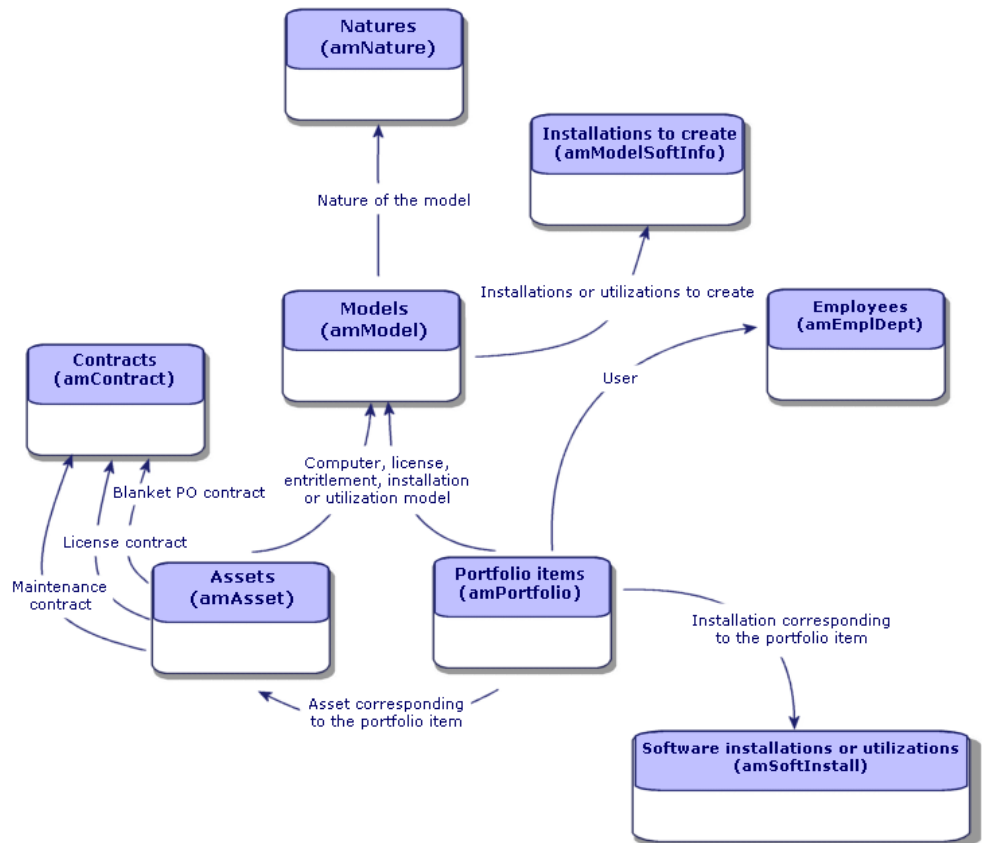 Natures
(amNature)
Installations to create
(amModelSoftInfo)
Nature of the model
Installations or utilizations to create
Models
(amModel)
Employees
(amEmplDept)
Contracts
(amContract)
User
Computer, license,
entritlement, installation
or utilization model
Blanket PO contract
License contract
Maintenance
contract
Assets
(amAsset)
Portfolio items
(amPortfolio)
Installation corresponding
to the portfolio item
Asset corresponding
to the portfolio item
Software installations or utilizations
(amSoftInstall)